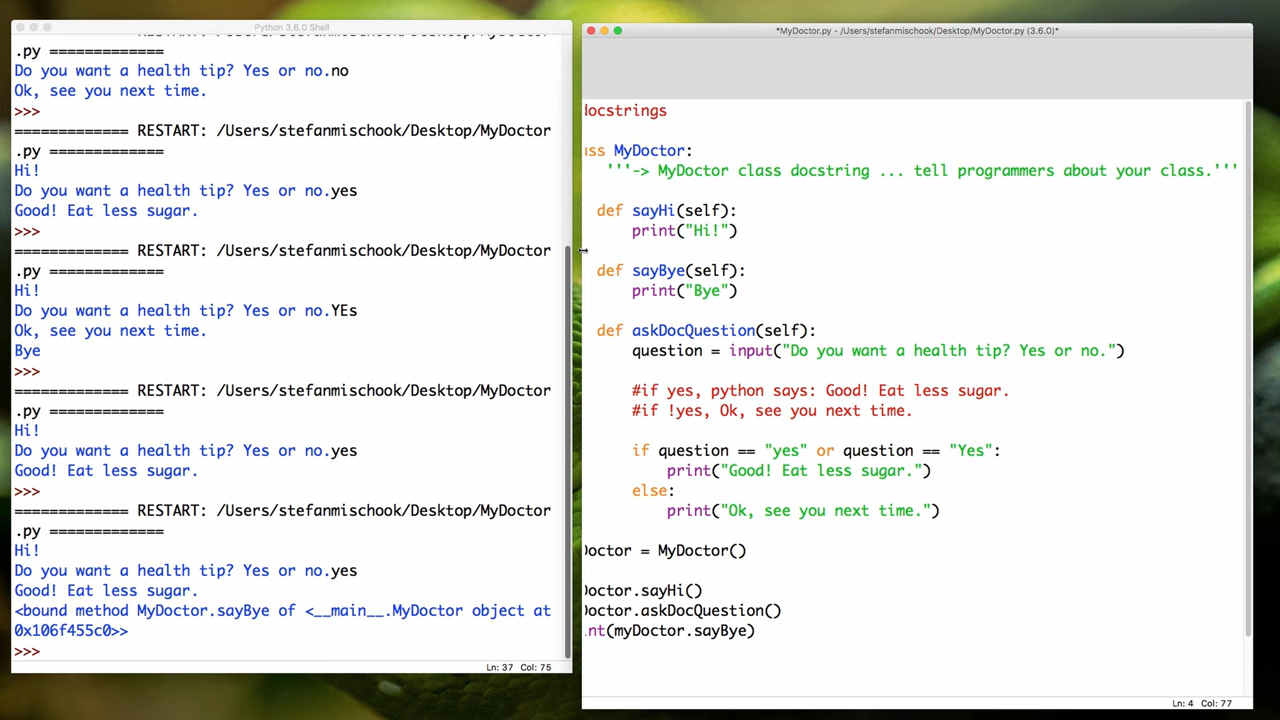 Python 3.6.0 Shell
.py =============
Do you want a health tip? Yes or no.no
Ok, see you next time.
>>>
============= RESTART: /Users/stefanmischook/Desktop/MyDoctor
.py =============
Hi!
Do you want a health tip? Yes or no.yes
Good! Eat less sugar.
>>>
============= RESTART: /Users/stefanmischook/Desktop/MyDoctor
.py =============
Hi!
Do you want a health tip? Yes or no.YEs
Ok, see you next time.
Bye
>>>
============= RESTART: /Users/stefanmischook/Desktop/MyDoctor
.py =============
Hi!
Do you want a health tip? Yes or no.yes
Good! Eat less sugar.
>>>
============= RESTART: /Users/stefanmischook/Desktop/MyDoctor
.py =============
Hi!
Do you want a health tip? Yes or no.yes
Good! Eat less sugar.
<bound method MyDoctor.sayBye of <__main__.MyDoctor object at
0x106f455c0>>
>>>
Ln: 37 Col: 75
*MyDoctor.py - /Users/stefanmischook/Desktop/MyDoctor.py (3.6.0)*
docstrings
ss MyDoctor:
'''-> MyDoctor class docstring ... tell programmers about your class.'''
def sayHi(self):
print("Hi!")
def sayBye(self):
print("Bye")
def askDocQuestion(self):
question = input("Do you want a health tip? Yes or no.")
#if yes, python says: Good! Eat less sugar.
#if !yes, Ok, see you next time.
if question == "yes" or question == "Yes":
print("Good! Eat less sugar.")
else:
print("Ok, see you next time.")
Doctor = MyDoctor()
Doctor.sayHi()
Doctor.askDocQuestion()
nt(myDoctor.sayBye)
Ln: 4 Col: 77